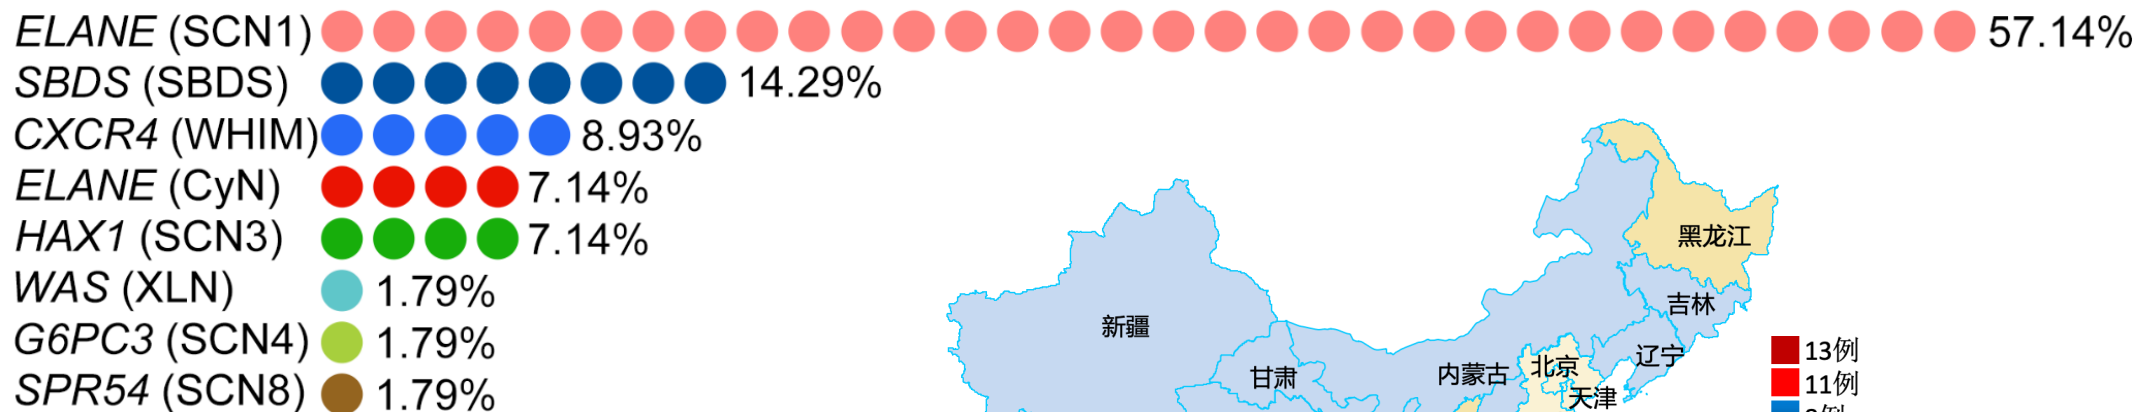 ELANE (SCN1) 57.14%
SBDS (SBDS) 14.29%
CXCR4 (WHIM) 8.93%
ELANE (CyN) 7.14%
HAX1 (SCN3) 7.14%
WAS (XLN) 1.79%
G6PC3 (SCN4) 1.79%
SPR54 (SCN8) 1.79%
黑龙江
吉林
新疆
辽宁
北京
内蒙古
甘肃
天津
13例
11例